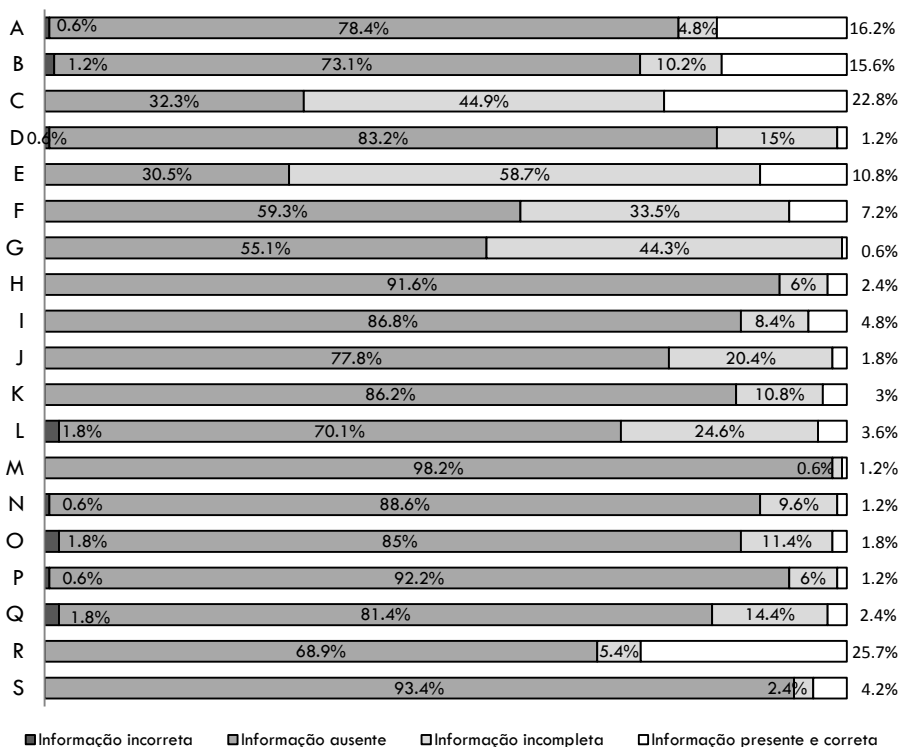 A 0.6% 78.4% 4.8% 16.2%
B 1.2% 73.1% 10.2% 15.6%
C 32.3% 44.9% 22.8%
D 0.6% 83.2% 15% 1.2%
E 30.5% 58.7% 10.8%
F 59.3% 33.5% 7.2%
G 55.1% 44.3% 0.6%
H 91.6% 6% 2.4%
I 86.8% 8.4% 4.8%
J 77.8% 20.4% 1.8%
K 86.2% 10.8% 3%
L 1.8% 70.1% 24.6% 3.6%
M 98.2% 0.6% 1.2%
N 0.6% 88.6% 9.6% 1.2%
O 1.8% 85% 11.4% 1.8%
P 0.6% 92.2% 6% 1.2%
Q 1.8% 81.4% 14.4% 2.4%
R 68.9% 5.4% 25.7%
S 93.4% 2.4% 4.2%
Informação incorreta Informação ausente Informação incompleta Informação presente e correta